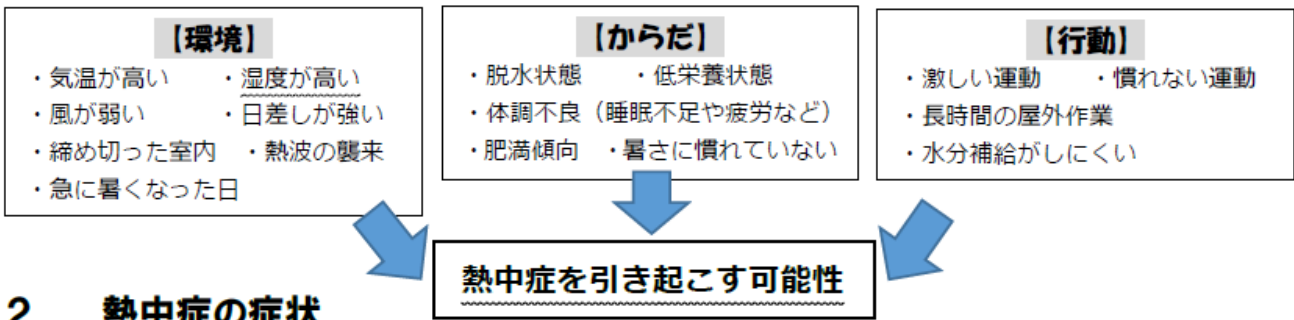 【環境】
・気温が高い ・湿度が高い
・風が弱い ・日差しが強い
・締め切った室内 ・熱波の襲来
・急に暑くなった日
【からだ】
・脱水状態 ・低栄養状態
・体調不良（睡眠不足や疲労など）
・肥満傾向 ・暑さに慣れていない
【行動】
・激しい運動 ・慣れない運動
・長時間の屋外作業
・水分補給がしにくい
熱中症を引き起こす可能性
２ 熱中症の症状